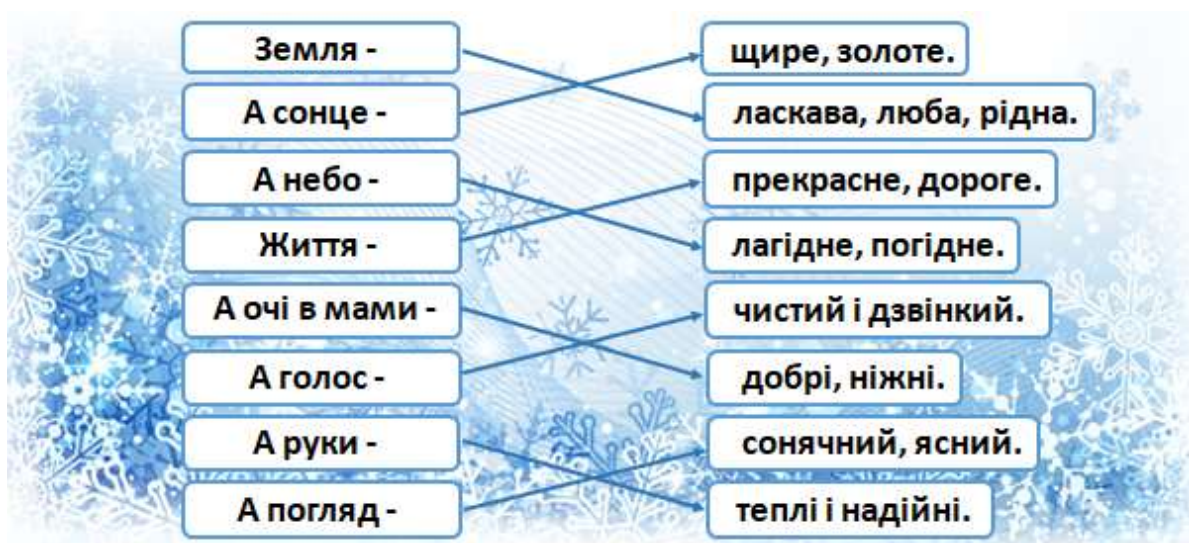 Земля -
щире, золоте.
А сонце -
ласкава, люба, рідна.
А небо -
прекрасне, дороге.
Життя -
лагідне, погідне.
А очі в мами -
чистий і дзвінкий.
А голос -
добрі, ніжні.
А руки -
сонячний, ясний.
А погляд -
теплі і надійні.